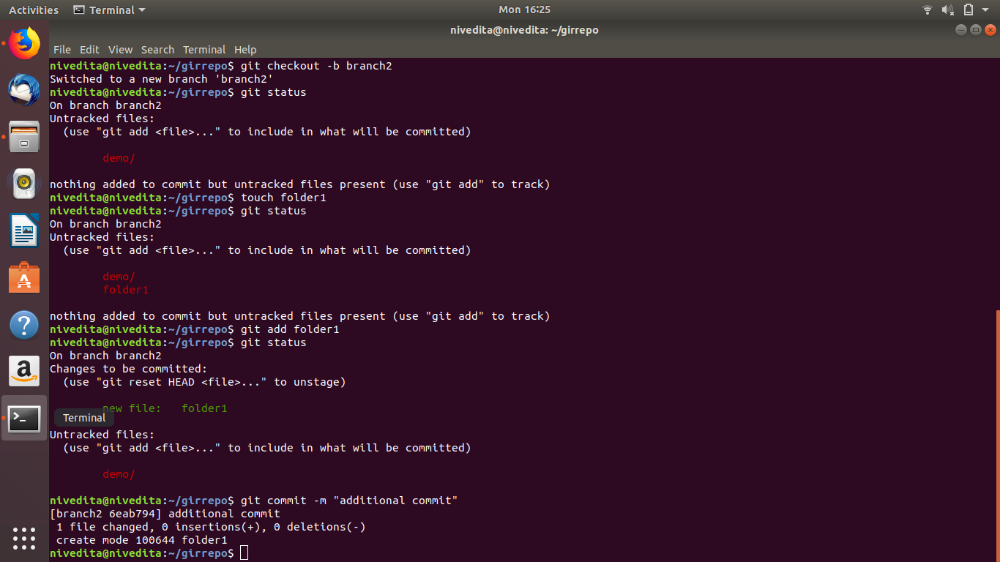 Activities Terminal Mon 16:25
nivedita@nivedita: ~/girrepo
File Edit View Search Terminal Help
nivedita@nivedita:~/girrepo$ git checkout -b branch2
Switched to a new branch 'branch2'
nivedita@nivedita:~/girrepo$ git status
On branch branch2
Untracked files:
  (use "git add <file>..." to include in what will be committed)
        demo/
nothing added to commit but untracked files present (use "git add" to track)
nivedita@nivedita:~/girrepo$ touch folder1
nivedita@nivedita:~/girrepo$ git status
On branch branch2
Untracked files:
  (use "git add <file>..." to include in what will be committed)
        demo/
        folder1
nothing added to commit but untracked files present (use "git add" to track)
nivedita@nivedita:~/girrepo$ git add folder1
nivedita@nivedita:~/girrepo$ git status
On branch branch2
Changes to be committed:
  (use "git reset HEAD <file>..." to unstage)
        new file:   folder1
Terminal
Untracked files:
  (use "git add <file>..." to include in what will be committed)
        demo/
nivedita@nivedita:~/girrepo$ git commit -m "additional commit"
[branch2 6eab794] additional commit
 1 file changed, 0 insertions(+), 0 deletions(-)
 create mode 100644 folder1
nivedita@nivedita:~/girrepo$